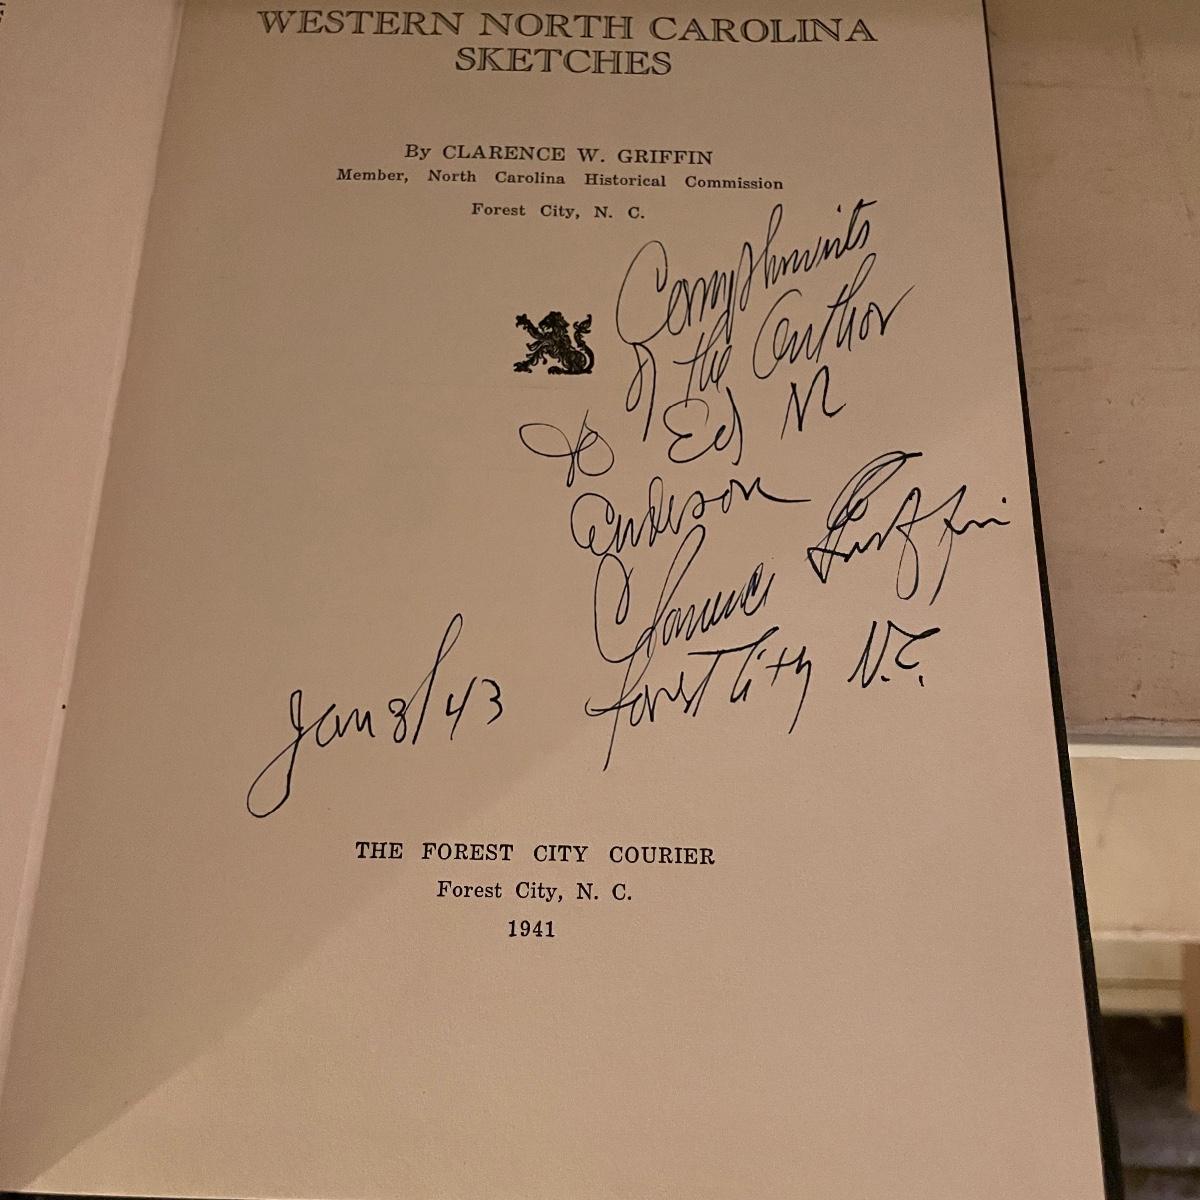 WESTERN NORTH CAROLINA
SKETCHES
By CLARENCE W. GRIFFIN
Member, North Carolina Historical Commission
Forest City, N. C.
Compliments
of the Author
to Ed M
Anderson
Clarence Griffin
Forest City N.C.
Jan 3/43
THE FOREST CITY COURIER
Forest City, N. C.
1941